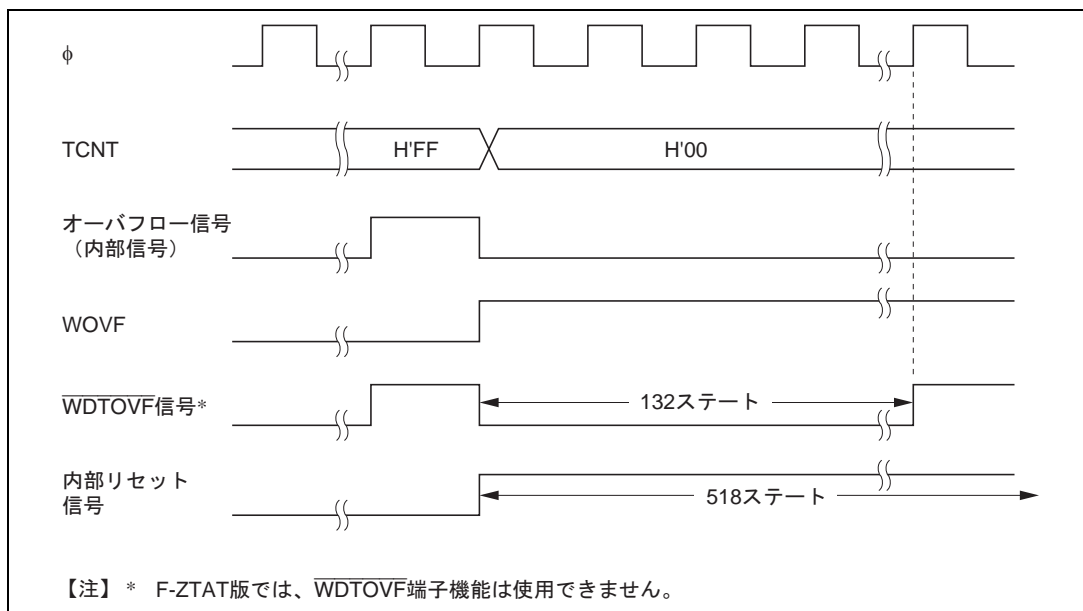 φ
TCNT
H'FF
H'00
オーバフロー信号
（内部信号）
WOVF
WDTOVF信号*
132ステート
内部リセット
信号
518ステート
【注】 * F-ZTAT版では、WDTOVF端子機能は使用できません。